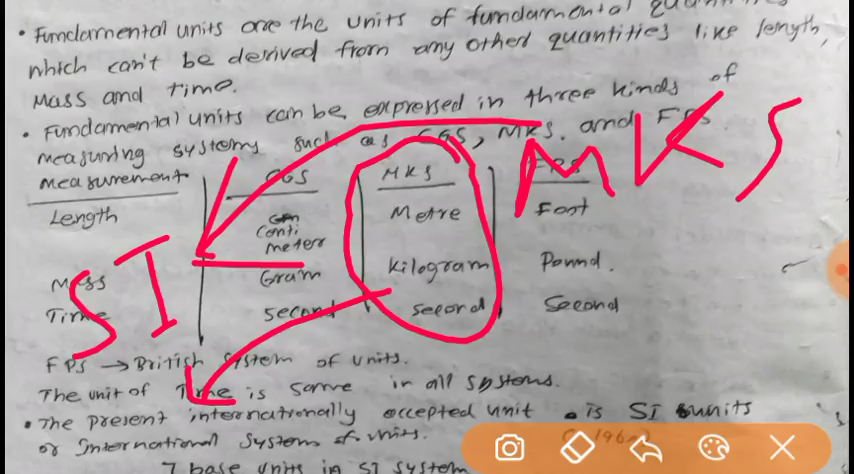 • Fundamental units are the units of fundamental
which can't be derived from any other quantities like length,
Mass and time.
• Fundamental units can be expressed in three kinds of
measuring systems such as CGS, MKS. and FPS
MKS
measurement CGS MKS FPS
Length Centi meter Metre Foot
Mass Gram Kilogram Pound.
Time Second Second Second
SI
FPS → British System of units.
The unit of Time is same in all systems.
• The present internationally accepted unit is SI units
or International System of units.
7 base units in SI system